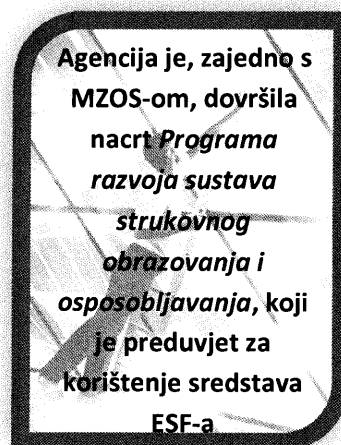 Agencija je, zajedno s
MZOS-om, dovršila
nacrt Programa
razvoja sustava
strukovnog
obrazovanja i
osposobljavanja, koji
je preduvjet za
korištenje sredstava
ESF-a